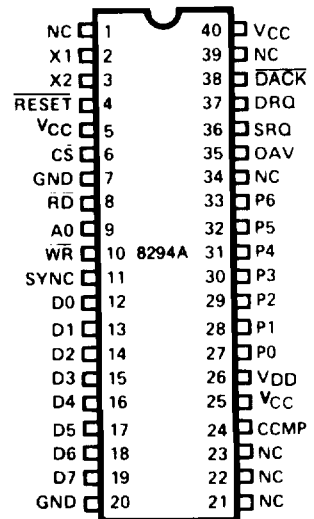 NC 1 40 VCC
X1 2 39 NC
X2 3 38 DACK
RESET 4 37 DRQ
VCC 5 36 SRQ
CS 6 35 OAV
GND 7 34 NC
RD 8 33 P6
A0 9 32 P5
WR 10 8294A 31 P4
SYNC 11 30 P3
D0 12 29 P2
D1 13 28 P1
D2 14 27 P0
D3 15 26 VDD
D4 16 25 VCC
D5 17 24 CCMP
D6 18 23 NC
D7 19 22 NC
GND 20 21 NC